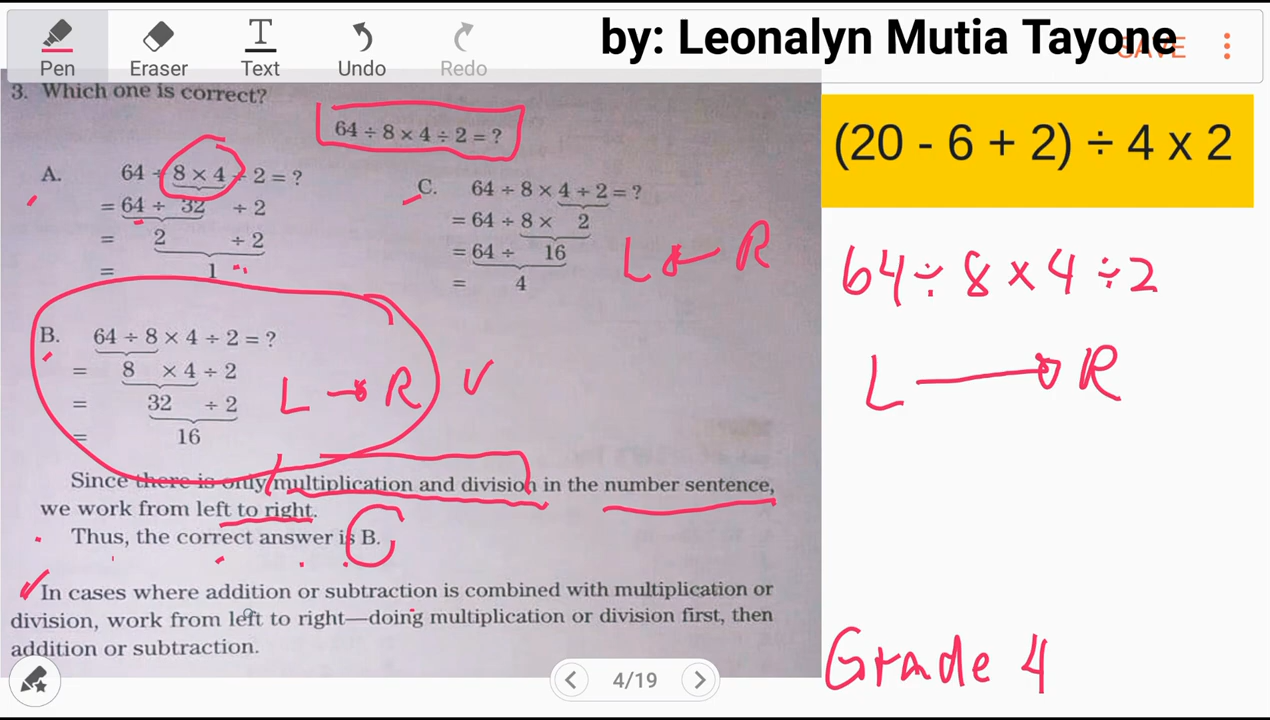 by: Leonalyn Mutia Tayone
SAVE
Pen Eraser Text Undo Redo
3. Which one is correct?
64 ÷ 8 × 4 ÷ 2 = ?
A. 64 ÷ 8 × 4 ÷ 2 = ?
= 64 ÷ 32 ÷ 2
= 2 ÷ 2
= 1
B. 64 ÷ 8 × 4 ÷ 2 = ?
= 8 × 4 ÷ 2
= 32 ÷ 2
= 16
L → R ✓
C. 64 ÷ 8 × 4 ÷ 2 = ?
= 64 ÷ 8 × 2
= 64 ÷ 16
= 4
L ← R
Since there is only multiplication and division in the number sentence,
we work from left to right.
Thus, the correct answer is B.
In cases where addition or subtraction is combined with multiplication or
division, work from left to right—doing multiplication or division first, then
addition or subtraction.
4/19
(20 - 6 + 2) ÷ 4 x 2
64 ÷ 8 × 4 ÷ 2
L → R
Grade 4